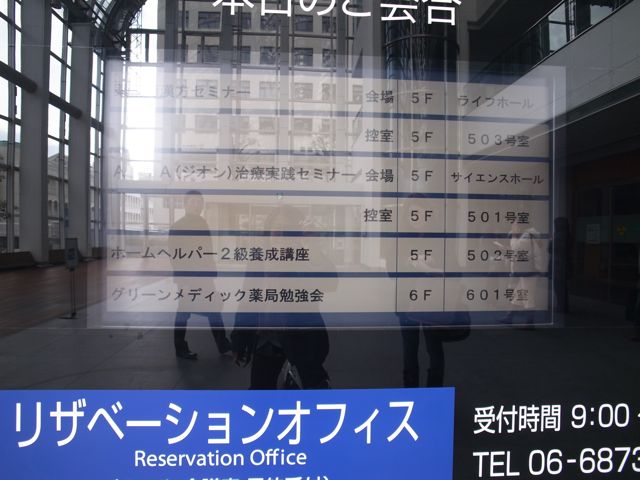 本日のご会合
漢方セミナー 会場 5F ライフホール
控室 5F 503号室
A (ジオン)治療実践セミナー 会場 5F サイエンスホール
控室 5F 501号室
ホームヘルパー2級養成講座 5F 502号室
グリーンメディック薬局勉強会 6F 601号室
リザベーションオフィス
Reservation Office
受付時間 9:00
TEL 06-6873